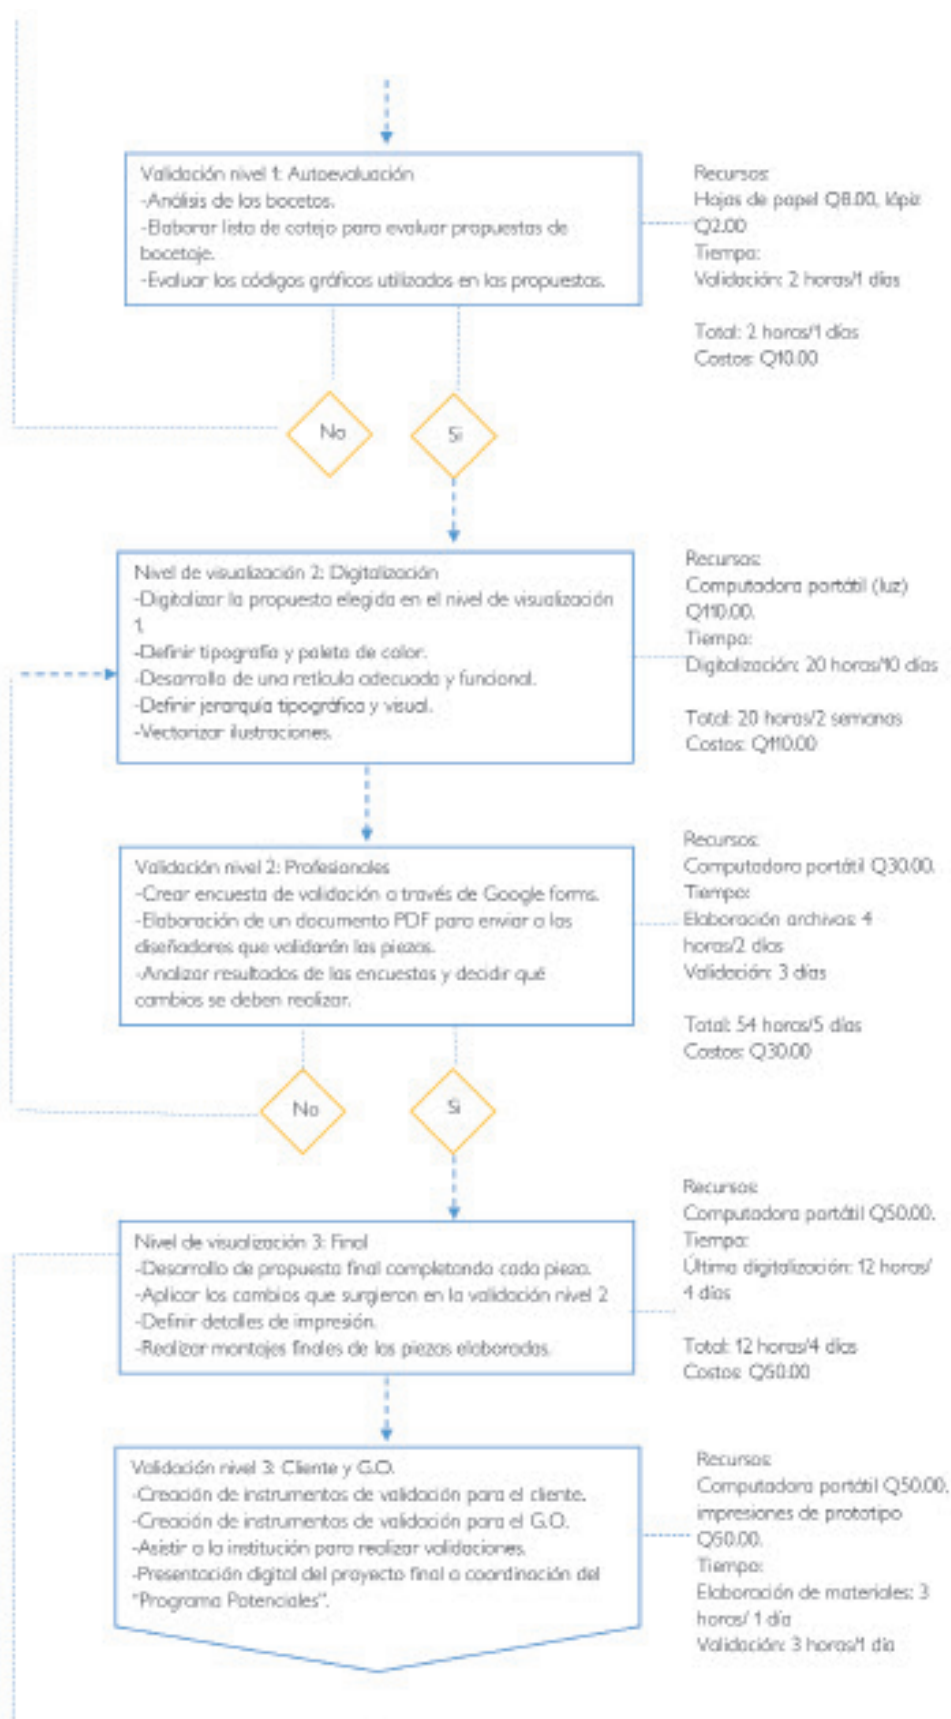 Validación nivel 1: Autoevaluación
-Análisis de los bocetos.
-Elaborar lista de cotejo para evaluar propuestas de
bocetaje.
-Evaluar los códigos gráficos utilizados en las propuestas.
Recursos:
Hojas de papel Q8.00, lápiz
Q2.00
Tiempo:
Validación: 2 horas/1 días
Total: 2 horas/1 días
Costos: Q10.00
No
Si
Nivel de visualización 2: Digitalización
-Digitalizar la propuesta elegida en el nivel de visualización
1.
-Definir tipografía y paleta de color.
-Desarrollo de una retícula adecuada y funcional.
-Definir jerarquía tipográfica y visual.
-Vectorizar ilustraciones.
Recursos:
Computadora portátil (luz)
Q110.00.
Tiempo:
Digitalización: 20 horas/10 días
Total: 20 horas/2 semanas
Costos: Q110.00
Validación nivel 2: Profesionales
-Crear encuesta de validación a través de Google forms.
-Elaboración de un documento PDF para enviar a los
diseñadores que validarán las piezas.
-Analizar resultados de las encuestas y decidir qué
cambios se deben realizar.
Recursos:
Computadora portátil Q30.00.
Tiempo:
Elaboración archivos: 4
horas/2 días
Validación: 3 días
Total: 54 horas/5 días
Costos: Q30.00
No
Si
Nivel de visualización 3: Final
-Desarrollo de propuesta final completando cada pieza.
-Aplicar los cambios que surgieron en la validación nivel 2
-Definir detalles de impresión.
-Realizar montajes finales de las piezas elaboradas.
Recursos:
Computadora portátil Q50.00.
Tiempo:
Última digitalización: 12 horas/
4 días
Total: 12 horas/4 días
Costos: Q50.00
Validación nivel 3: Cliente y G.O.
-Creación de instrumentos de validación para el cliente.
-Creación de instrumentos de validación para el G.O.
-Asistir a la institución para realizar validaciones.
-Presentación digital del proyecto final a coordinación del
"Programa Potenciales".
Recursos:
Computadora portátil Q50.00.
impresiones de prototipo
Q50.00.
Tiempo:
Elaboración de materiales: 3
horas/ 1 día
Validación: 3 horas/1 día